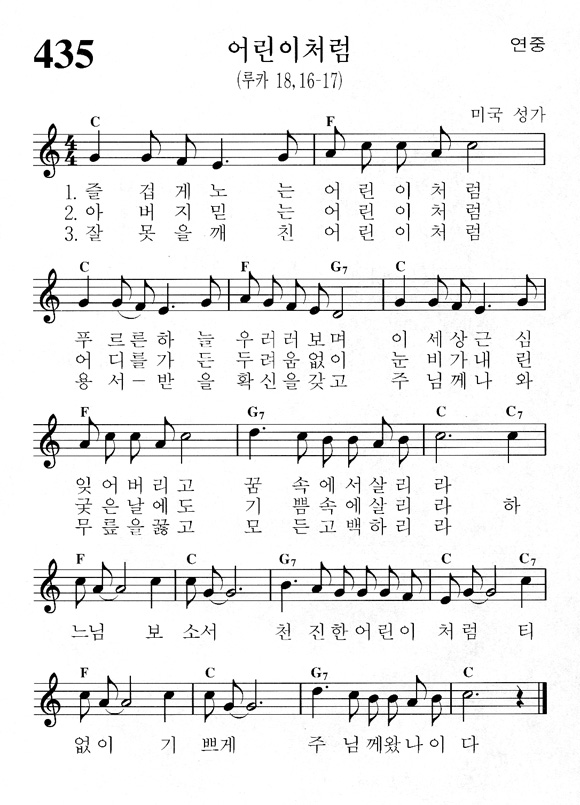 435 어린이처럼 연중
(루카 18,16-17)
미국 성가
C F
1. 즐 겁게노 는 어린이처럼
2. 아 버지믿 는 어린이처럼
3. 잘 못을깨 친 어린이처럼
C F G7 C
푸르른하 늘 우러러보며 이 세상근 심
어디를가 든 두려움없이 눈 비가내 린
용서－받 을 확신을갖고 주 님께나 와
F G7 C C7
잊어버리고 꿈 속에서살리 라
궂은날에도 기 쁨속에살리 라 하
무릎을꿇고 모 든고백하리 라
F C G7 C C7
느님 보 소서 천 진한어린이 처럼 티
F C G7 C
없이 기 쁘게 주 님께왔나이 다